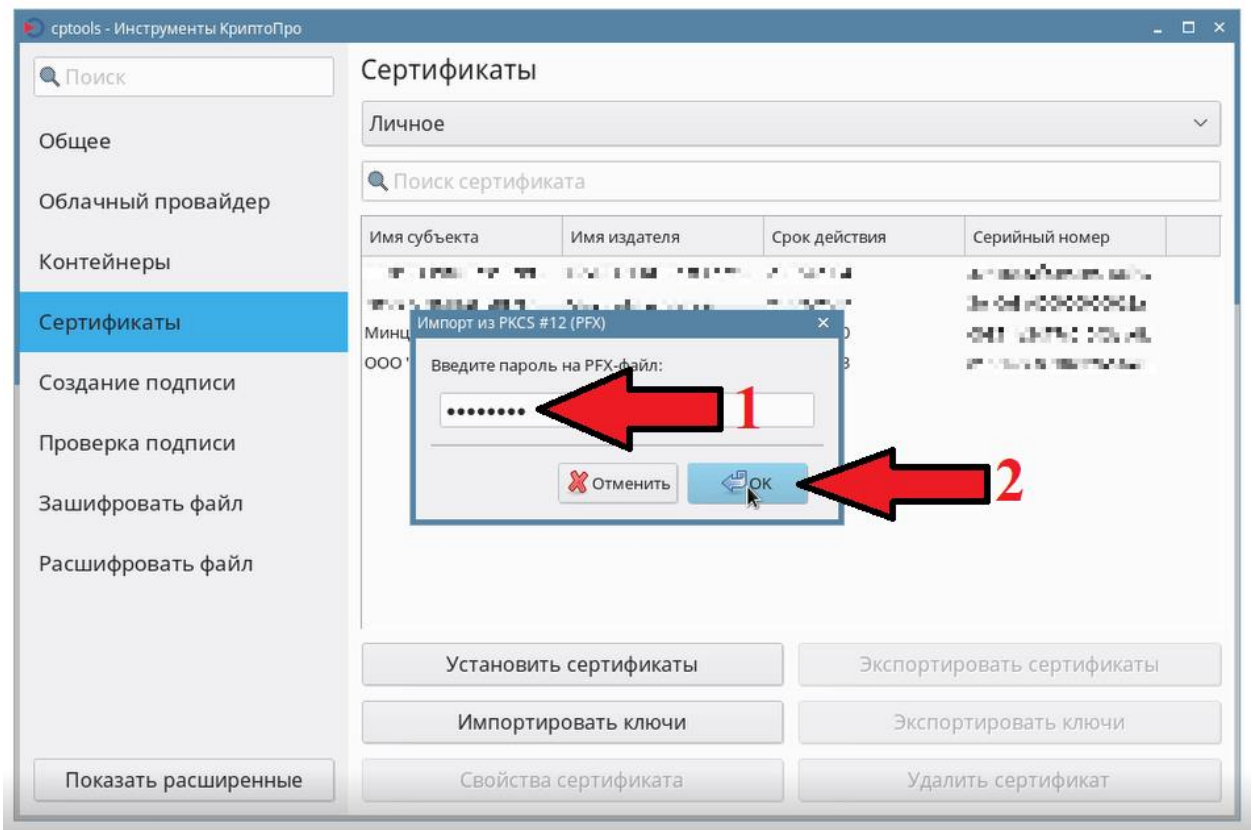 cptools - Инструменты КриптоПро
Поиск
Общее
Облачный провайдер
Контейнеры
Сертификаты
Создание подписи
Проверка подписи
Зашифровать файл
Расшифровать файл
Показать расширенные
Сертификаты
Личное
Поиск сертификата
Имя субъекта Имя издателя Срок действия Серийный номер
ООО "
Импорт из PKCS #12 (PFX)
Введите пароль на PFX-файл:
1
Отменить OK
2
Установить сертификаты Экспортировать сертификаты
Импортировать ключи Экспортировать ключи
Свойства сертификата Удалить сертификат